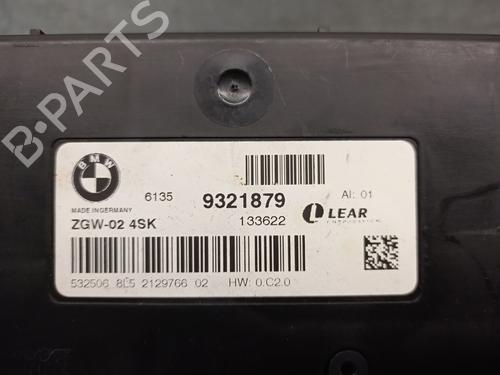 B-PARTS
BMW
MADE IN GERMANY
6135 9321879 AI: 01
ZGW-02 4SK 133622 LEAR
CORPORATION
532506 8L5 2129766 02 HW: 0.C2.0